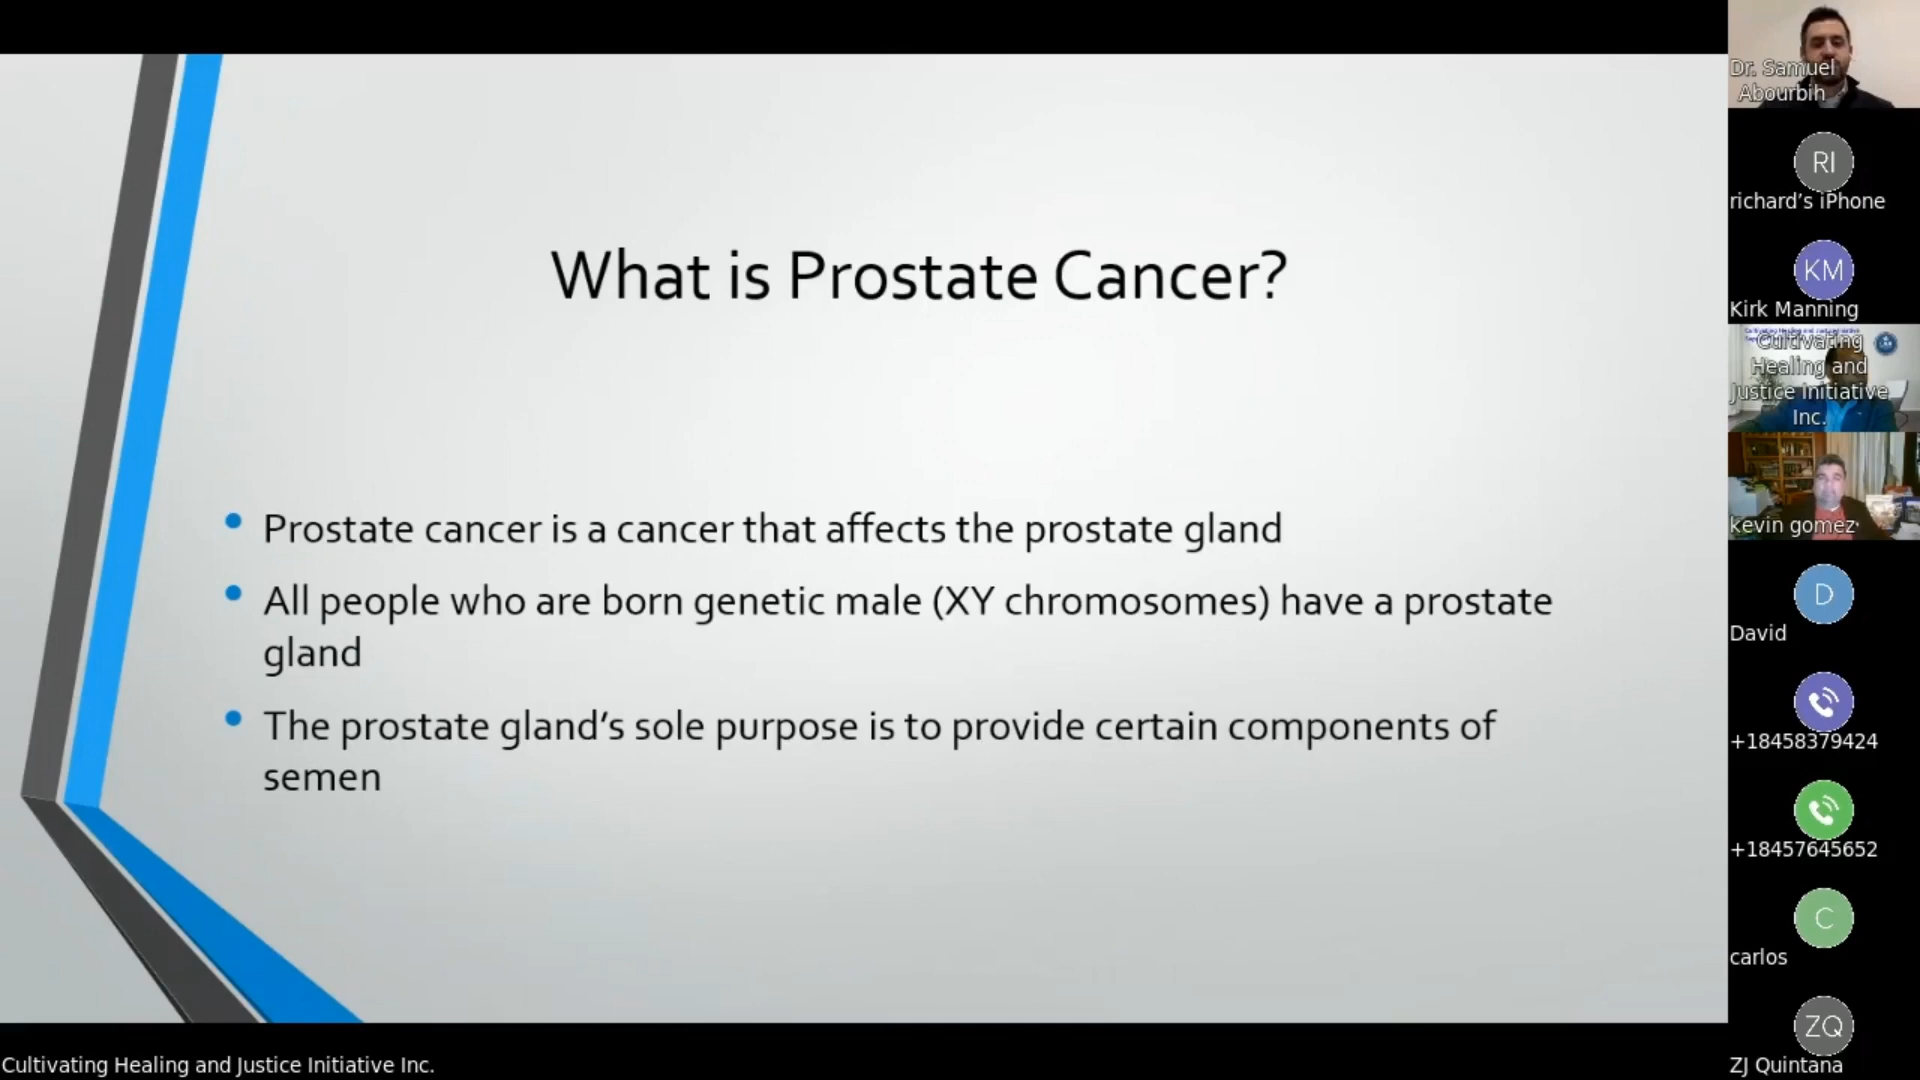 What is Prostate Cancer?
Prostate cancer is a cancer that affects the prostate gland
All people who are born genetic male (XY chromosomes) have a prostate
gland
The prostate gland’s sole purpose is to provide certain components of
semen
Cultivating Healing and Justice Initiative Inc.
Dr. Samuel
Abourbih
RI
richard’s iPhone
KM
Kirk Manning
Cultivating
Healing and
Justice Initiative
Inc.
kevin gomez
D
David
+18458379424
+18457645652
C
carlos
ZQ
ZJ Quintana